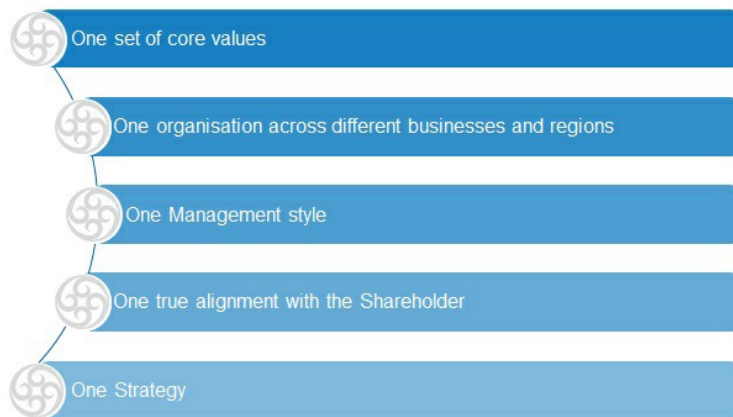 One set of core values
One organisation across different businesses and regions
One Management style
One true alignment with the Shareholder
One Strategy